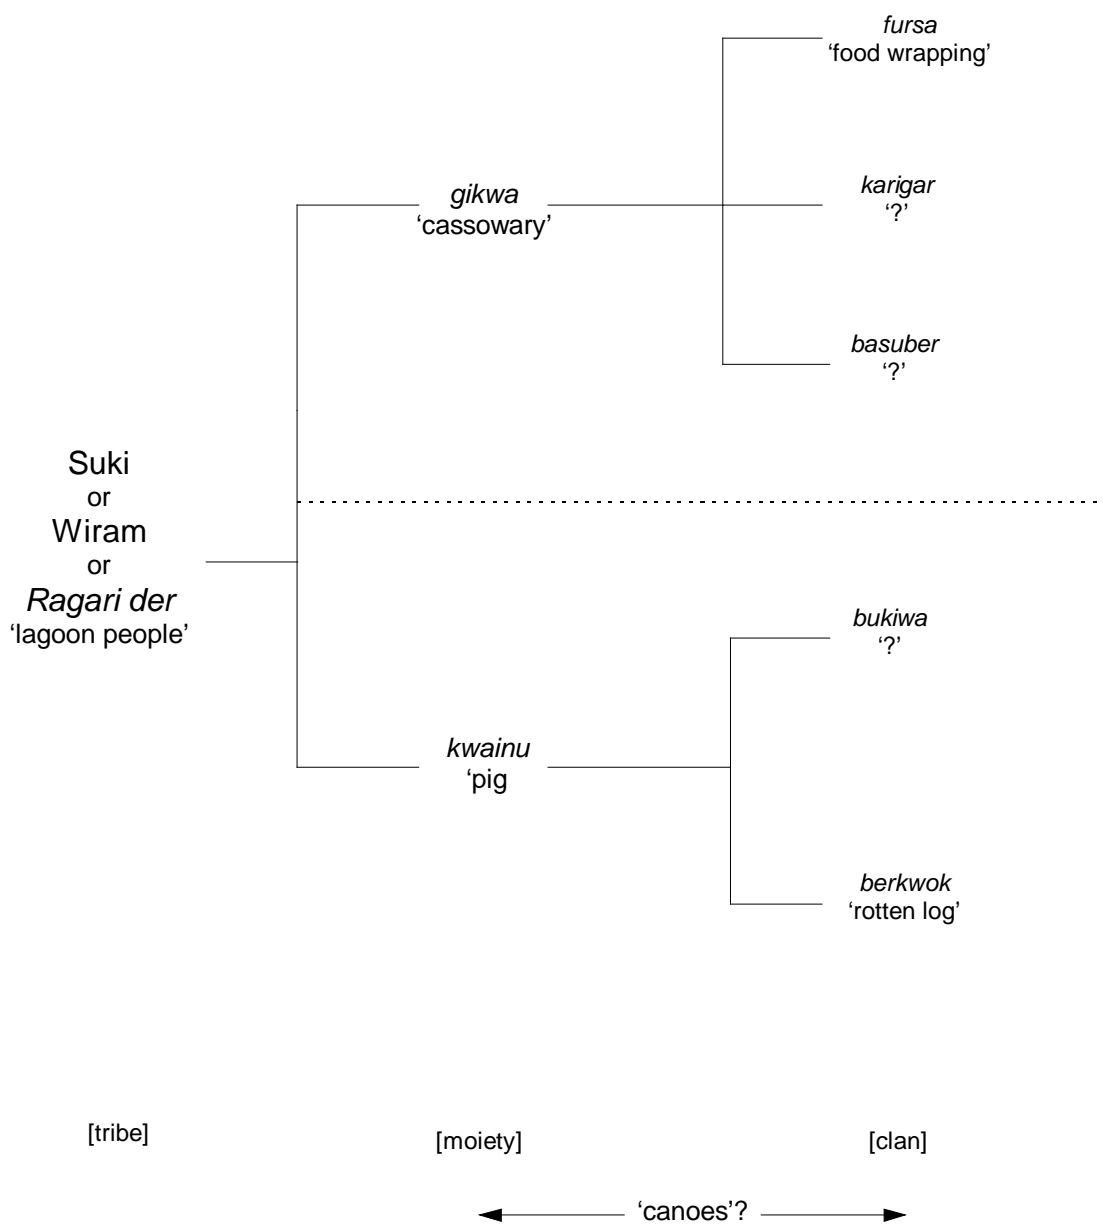 fursa
‘food wrapping’
gikwa
‘cassowary’
karigar
‘?’
basuber
‘?’
Suki
or
Wiram
or
Ragari der
‘lagoon people’
bukiwa
‘?’
kwainu
‘pig
berkwok
‘rotten log’
[tribe]
[moiety]
[clan]
‘canoes’?